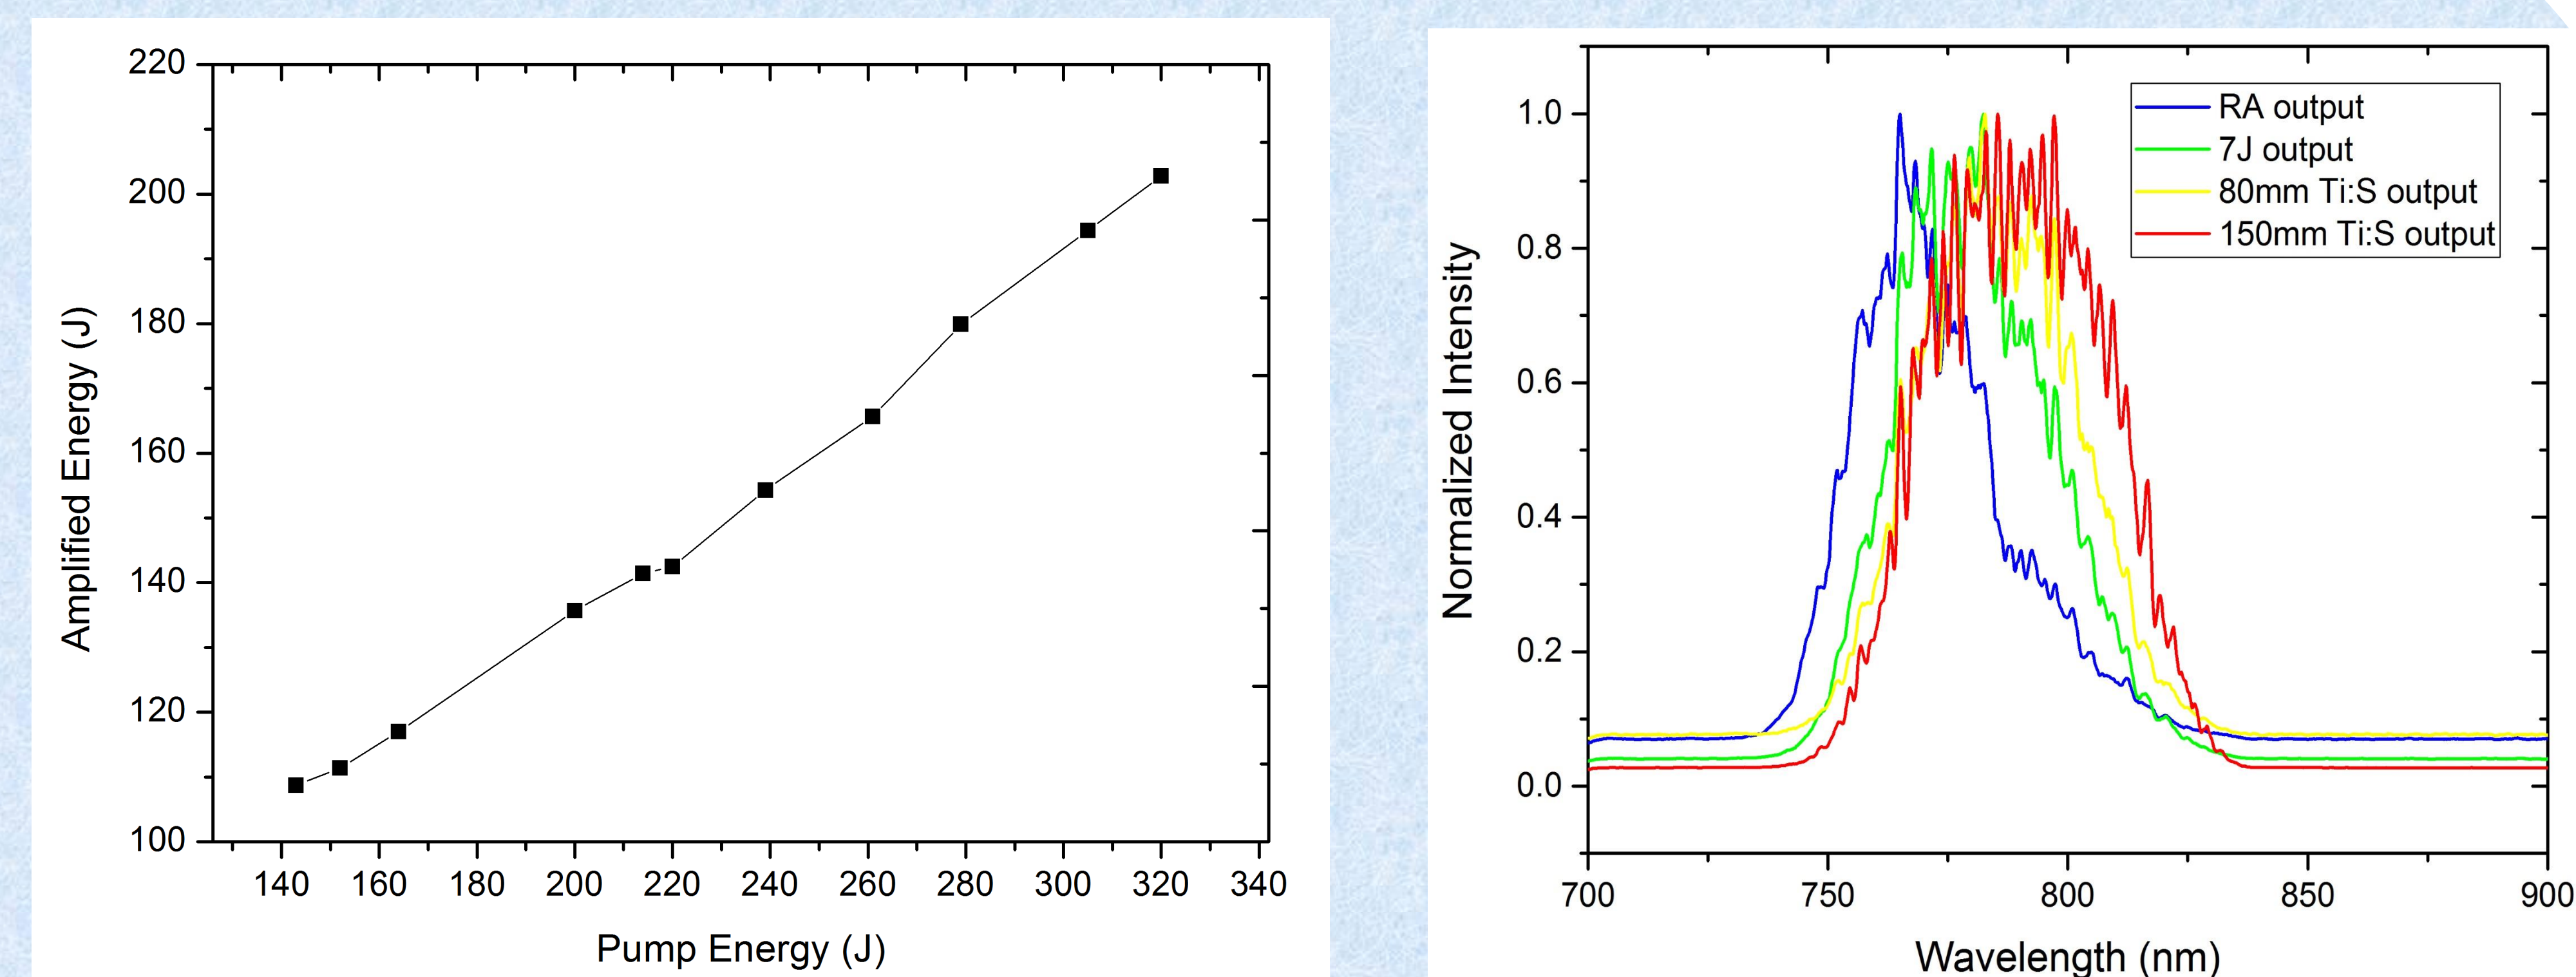 220
200
180
160
140
120
100
Amplified Energy (J)
140 160 180 200 220 240 260 280 300 320 340
Pump Energy (J)
1.0
0.8
0.6
0.4
0.2
0.0
Normalized Intensity
RA output
7J output
80mm Ti:S output
150mm Ti:S output
700 750 800 850 900
Wavelength (nm)